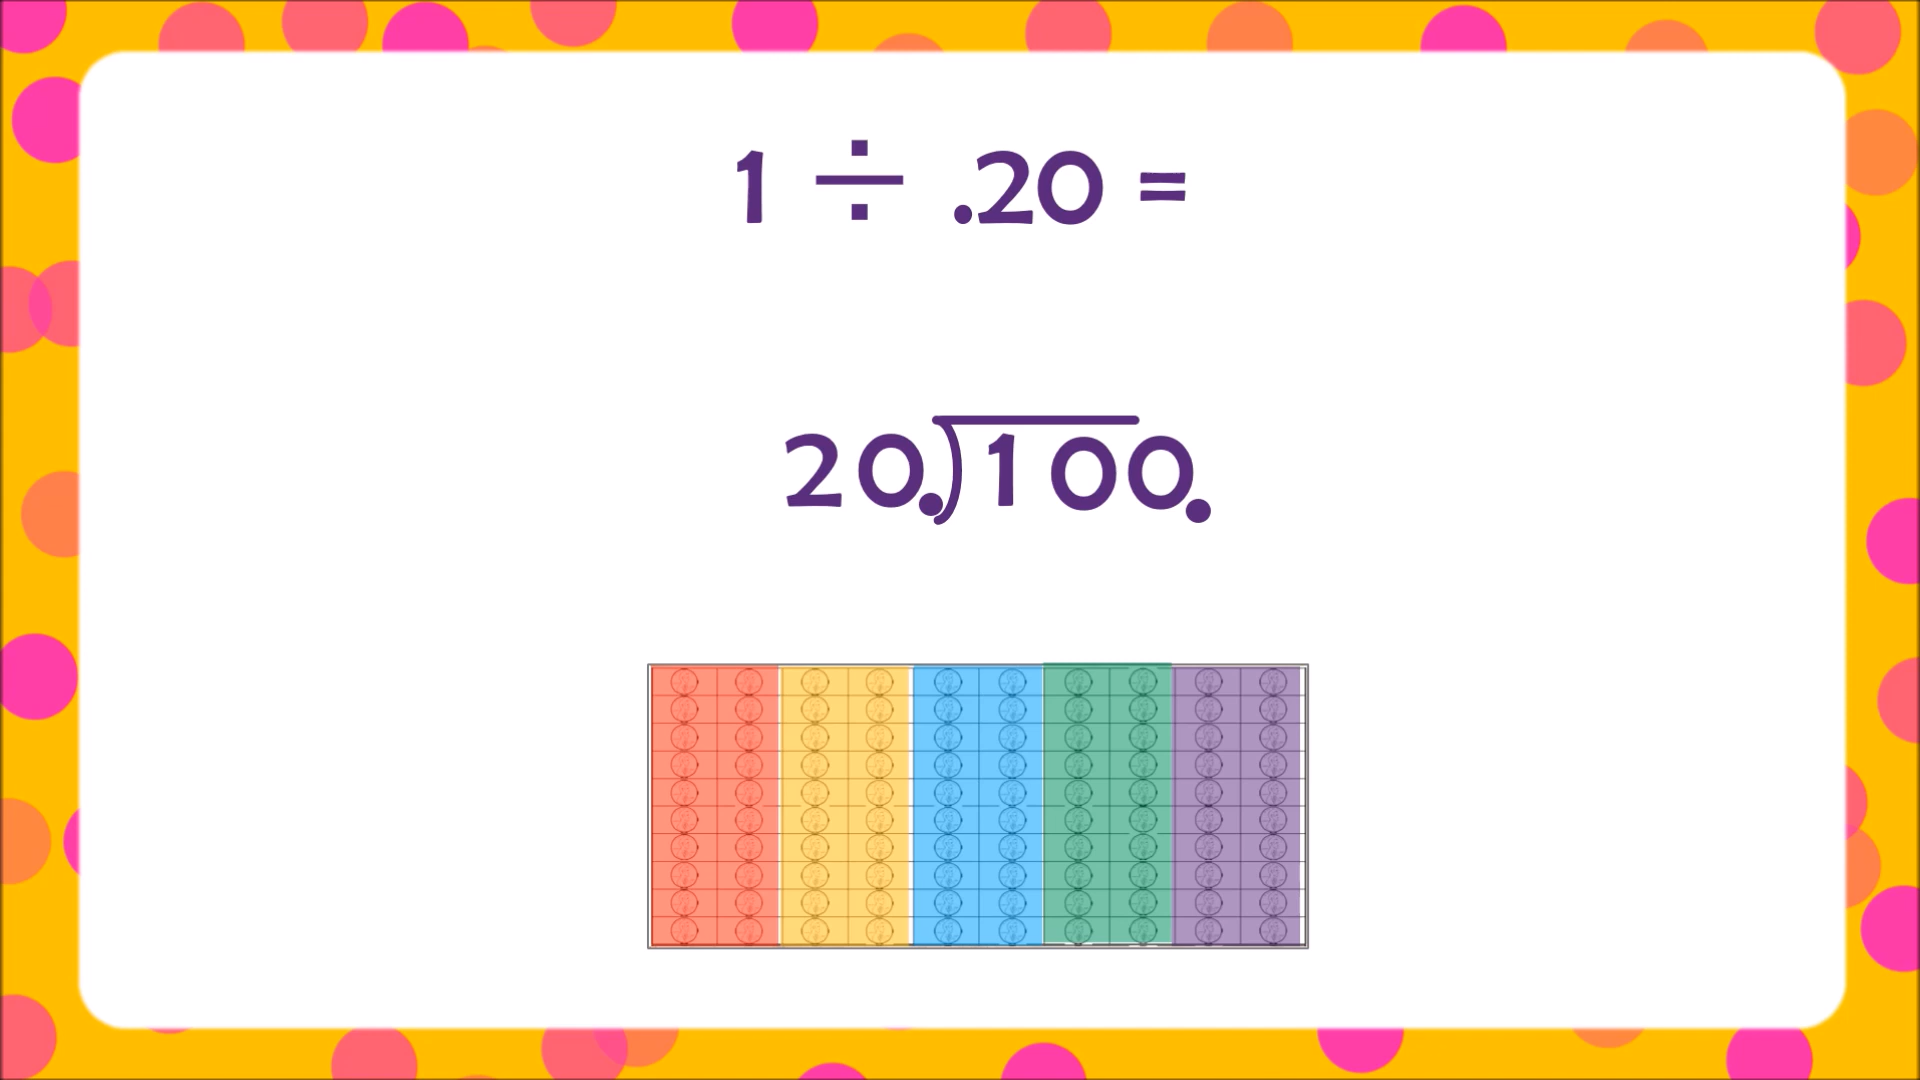 1 ÷ .20 =
20.)100.